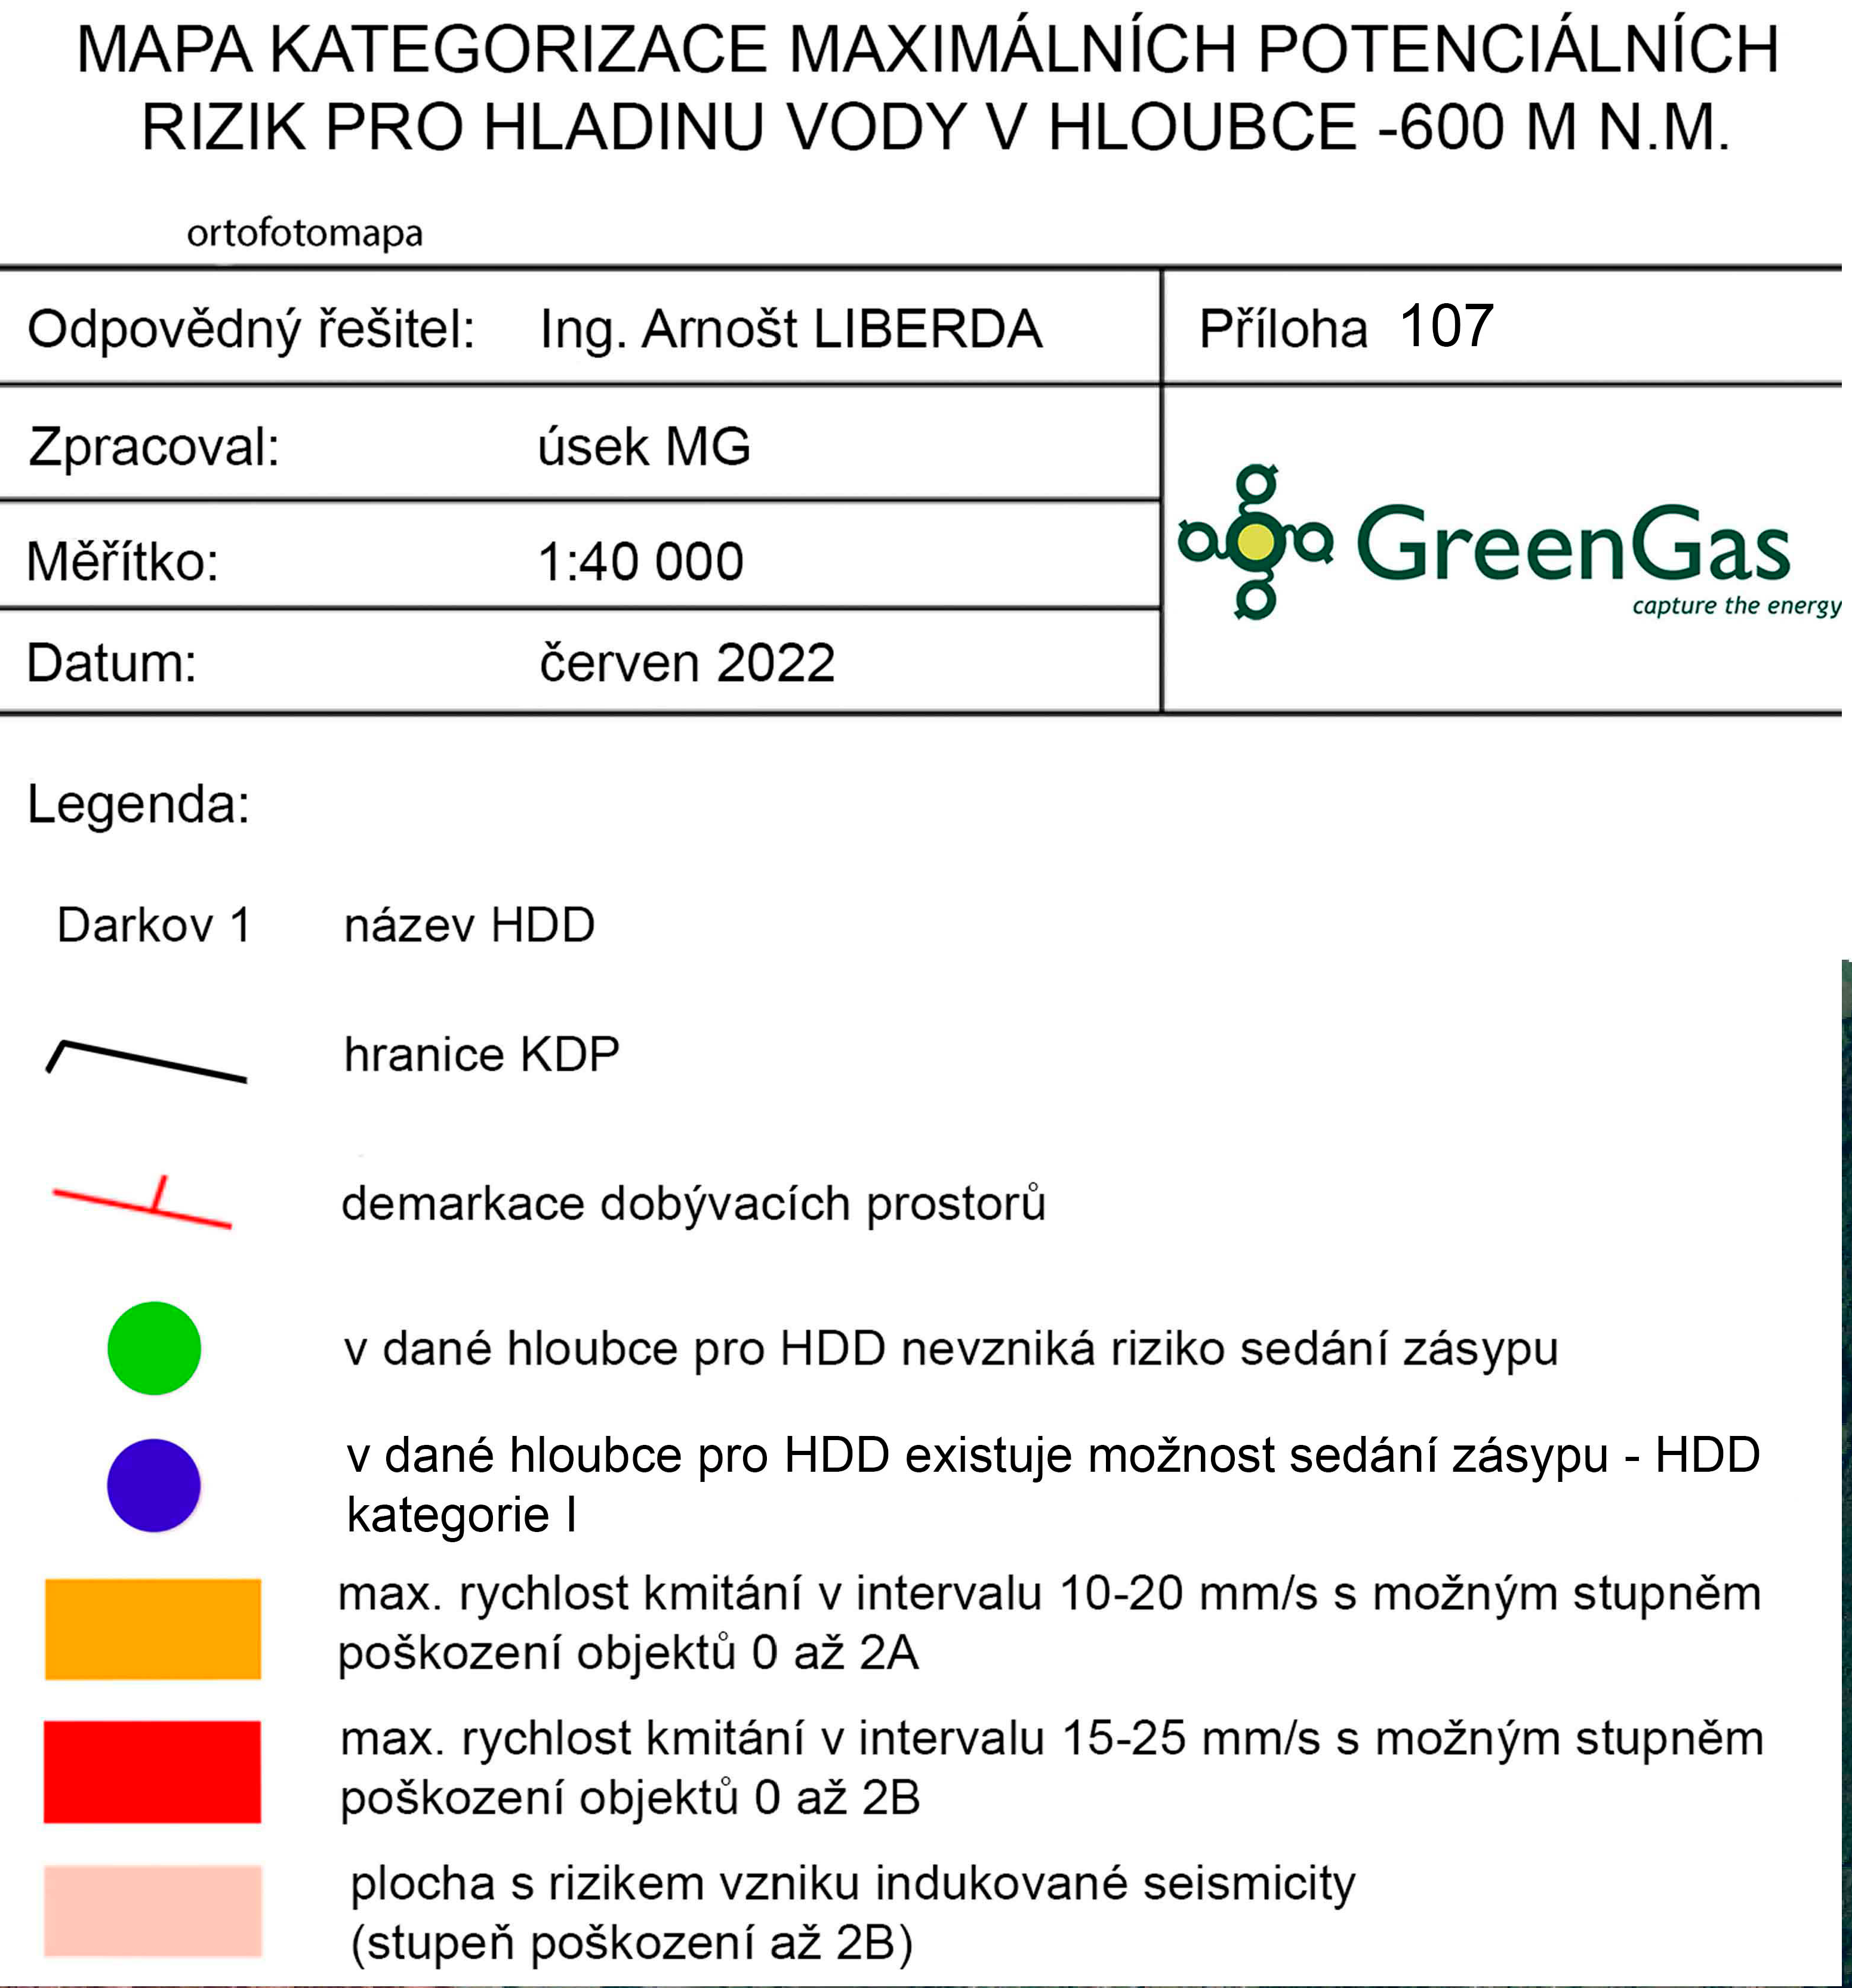 MAPA KATEGORIZACE MAXIMÁLNÍCH POTENCIÁLNÍCH
RIZIK PRO HLADINU VODY V HLOUBCE -600 M N.M.
ortofotomapa
Odpovědný řešitel: Ing. Arnošt LIBERDA Příloha 107
Zpracoval: úsek MG
GreenGas
Měřítko: 1:40 000
capture the energy
Datum: červen 2022
Legenda:
Darkov 1 název HDD
hranice KDP
demarkace dobývacích prostorů
v dané hloubce pro HDD nevzniká riziko sedání zásypu
v dané hloubce pro HDD existuje možnost sedání zásypu - HDD
kategorie I
max. rychlost kmitání v intervalu 10-20 mm/s s možným stupněm
poškození objektů 0 až 2A
max. rychlost kmitání v intervalu 15-25 mm/s s možným stupněm
poškození objektů 0 až 2B
plocha s rizikem vzniku indukované seismicity
(stupeň poškození až 2B)